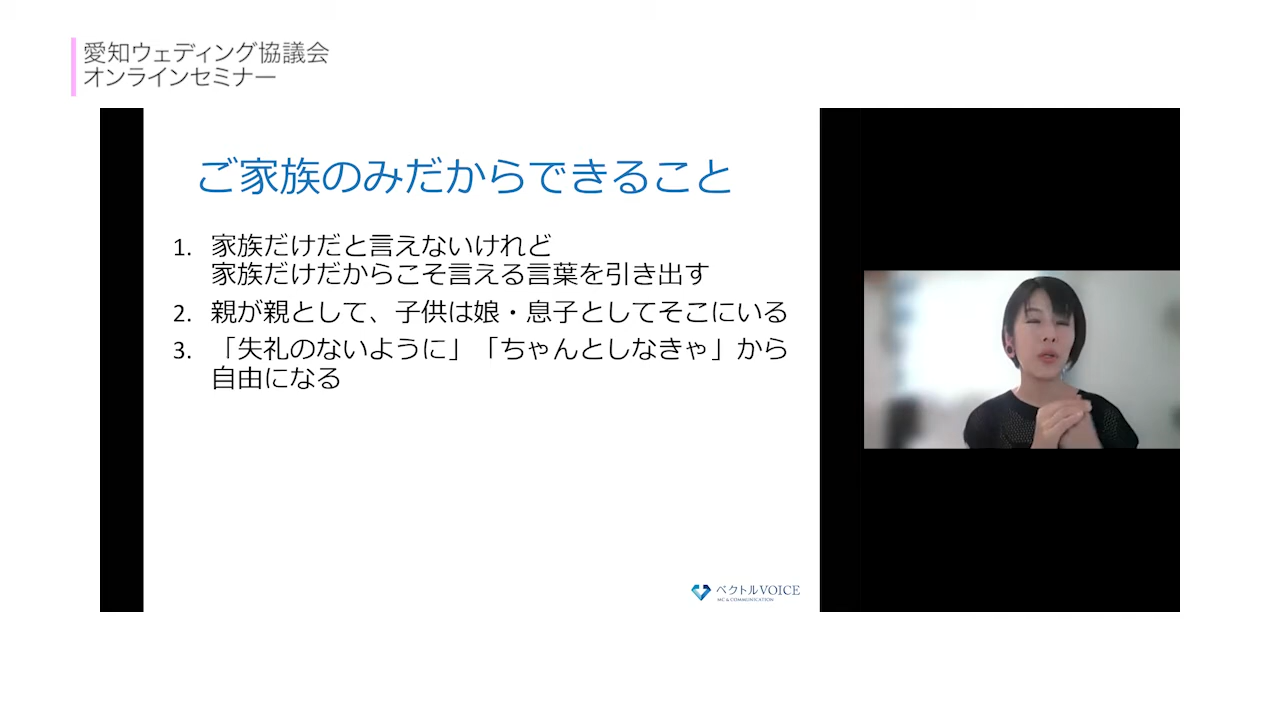 愛知ウェディング協議会
オンラインセミナー
ご家族のみだからできること
1. 家族だけだと言えないけれど
家族だけだからこそ言える言葉を引き出す
2. 親が親として、子供は娘・息子としてそこにいる
3. 「失礼のないように」「ちゃんとしなきゃ」から
自由になる
ベクトルVOICE
MC & COMMUNICATION